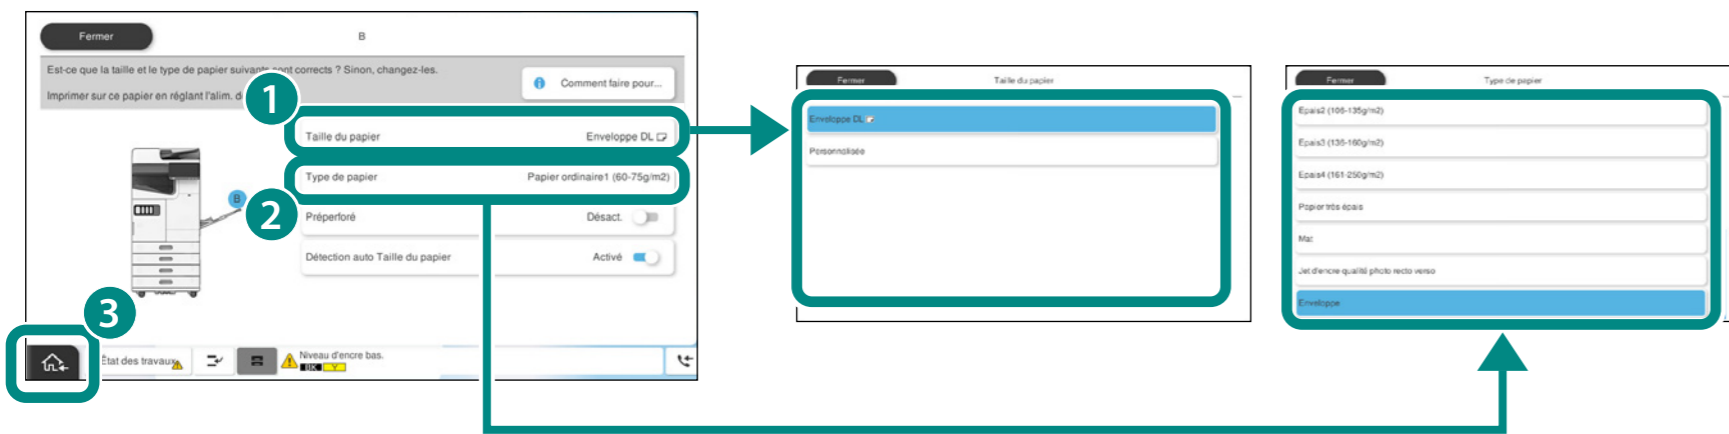 Fermer
B
Est-ce que la taille et le type de papier suivants sont corrects ? Sinon, changez-les.
Imprimer sur ce papier en réglant l'alim. d
Comment faire pour...
1
Taille du papier
Enveloppe DL
Type de papier
Papier ordinaire1 (60-75g/m2)
B
2
Préperforé
Désact.
Détection auto Taille du papier
Activé
3
État des travaux
Niveau d'encre bas.
BK Y
Fermer
Taille du papier
Enveloppe DL
Personnalisée
Fermer
Type de papier
Epais2 (106-135g/m2)
Epais3 (136-160g/m2)
Epais4 (161-250g/m2)
Papier très épais
Mat
Jet d'encre qualité photo recto verso
Enveloppe